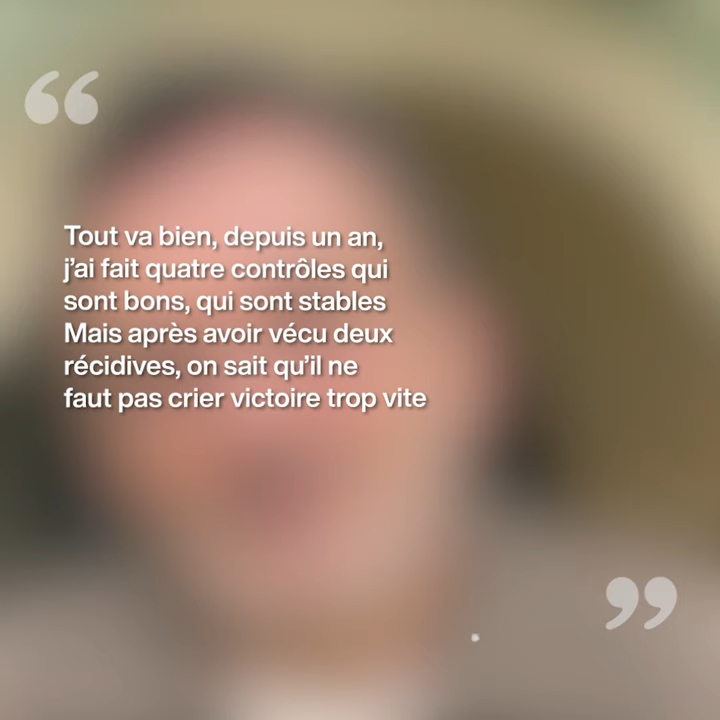 “
Tout va bien, depuis un an,
j’ai fait quatre contrôles qui
sont bons, qui sont stables
Mais après avoir vécu deux
récidives, on sait qu’il ne
faut pas crier victoire trop vite
”